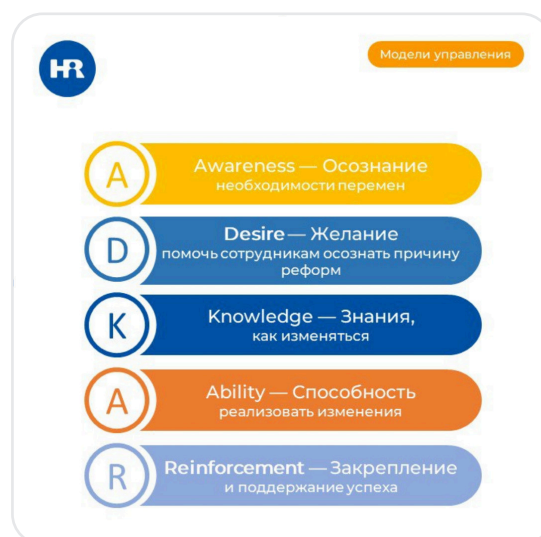 HR
Модели управления
A
Awareness — Осознание
необходимости перемен
D
Desire — Желание
помочь сотрудникам осознать причину
реформ
K
Knowledge — Знания,
как изменяться
A
Ability — Способность
реализовать изменения
R
Reinforcement — Закрепление
и поддержание успеха